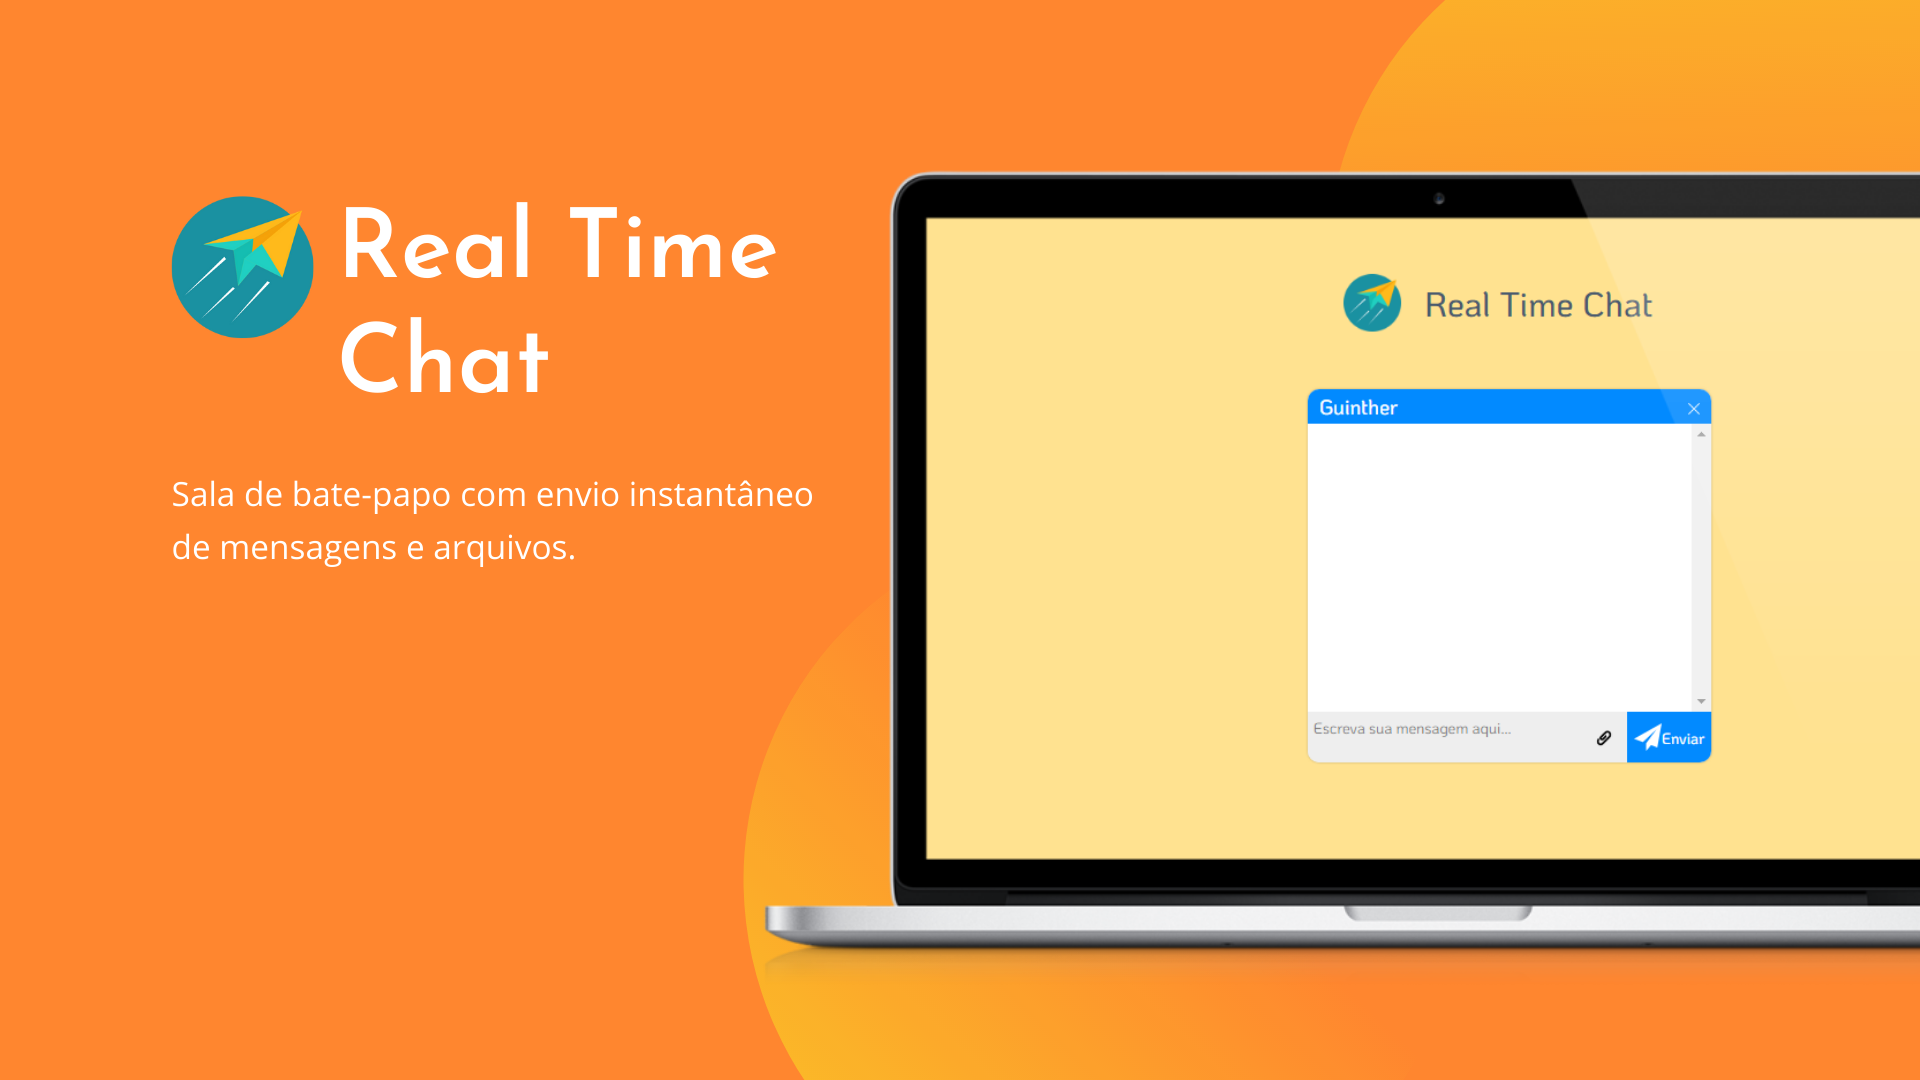 Real Time
Chat
Sala de bate-papo com envio instantâneo
de mensagens e arquivos.
Real Time Chat
Guinther
Escreva sua mensagem aqui...
Enviar